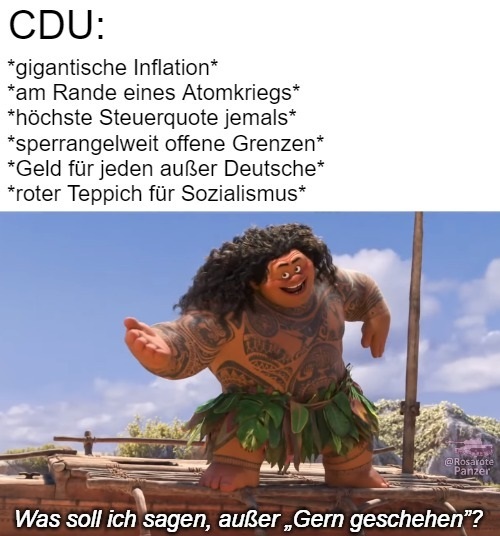 CDU:
*gigantische Inflation*
*am Rande eines Atomkriegs*
*höchste Steuerquote jemals*
*sperrangelweit offene Grenzen*
*Geld für jeden außer Deutsche*
*roter Teppich für Sozialismus*
@Rosarote
Panzer
Was soll ich sagen, außer „Gern geschehen”?